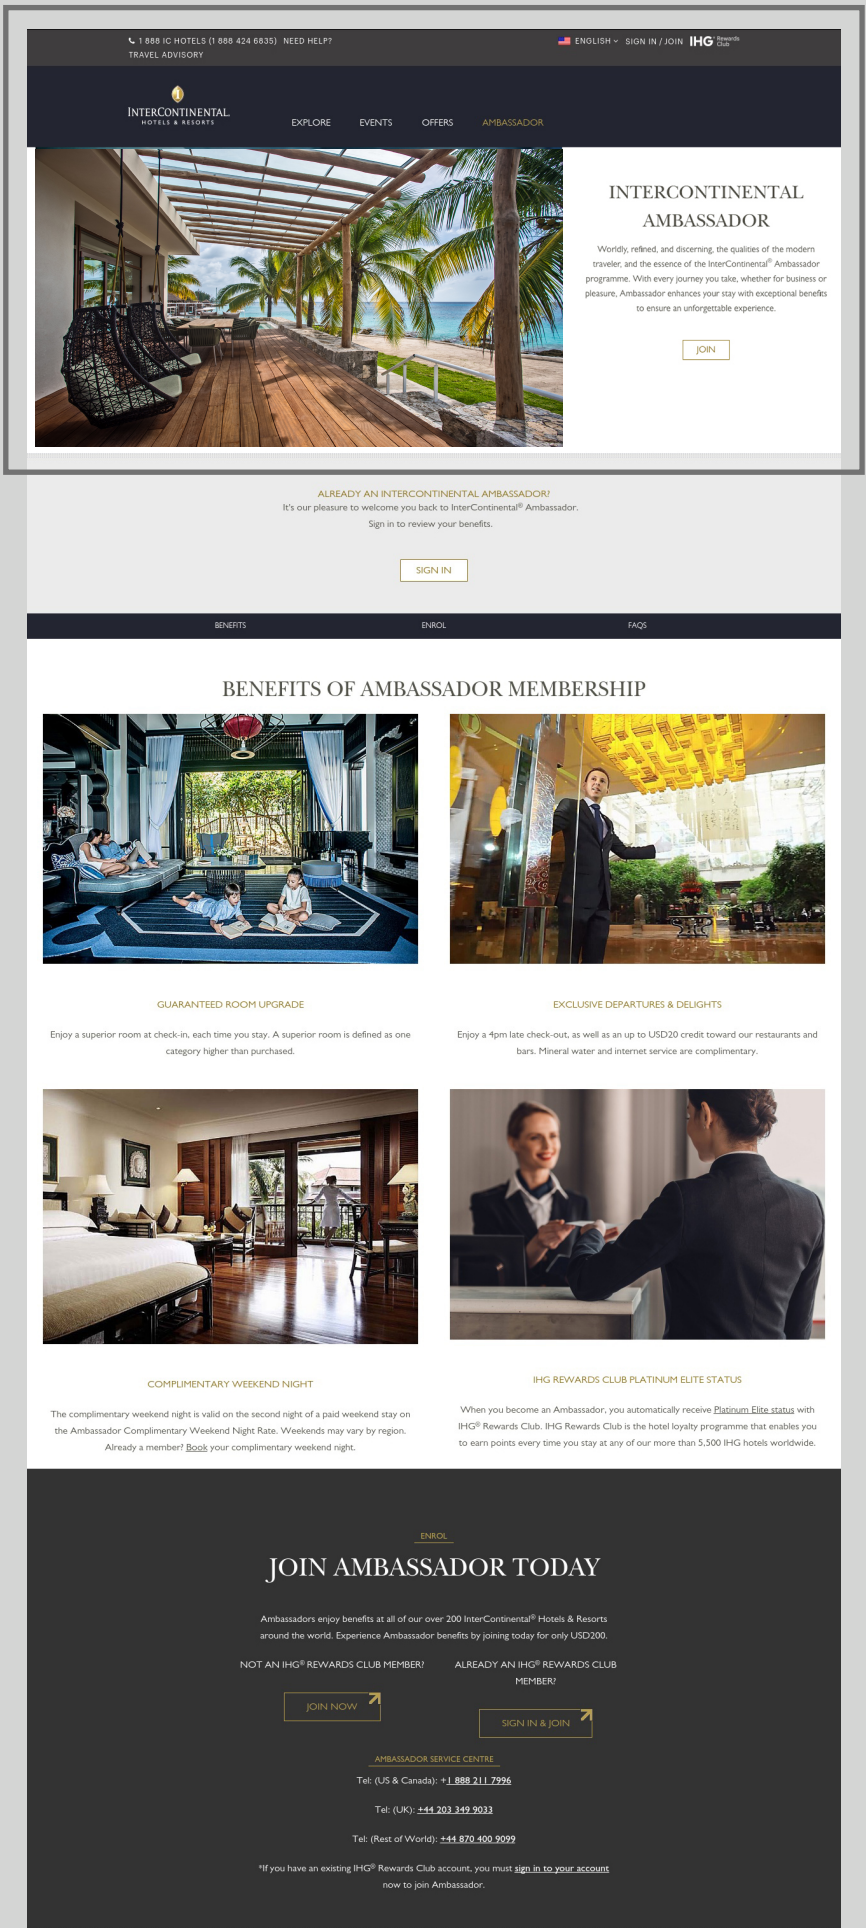 1 888 IC HOTELS (1 888 424 6835) NEED HELP?
TRAVEL ADVISORY
ENGLISH SIGN IN / JOIN IHG® Rewards Club
INTERCONTINENTAL
HOTELS & RESORTS
EXPLORE EVENTS OFFERS AMBASSADOR
INTERCONTINENTAL
AMBASSADOR
Worldly, refined, and discerning, the qualities of the modern
traveler, and the essence of the InterContinental® Ambassador
programme. With every journey you take, whether for business or
pleasure, Ambassador enhances your stay with exceptional benefits
to ensure an unforgettable experience.
JOIN
ALREADY AN INTERCONTINENTAL AMBASSADOR?
It's our pleasure to welcome you back to InterContinental® Ambassador.
Sign in to review your benefits.
SIGN IN
BENEFITS ENROL FAQS
BENEFITS OF AMBASSADOR MEMBERSHIP
GUARANTEED ROOM UPGRADE
Enjoy a superior room at check-in, each time you stay. A superior room is defined as one
category higher than purchased.
EXCLUSIVE DEPARTURES & DELIGHTS
Enjoy a 4pm late check-out, as well as an up to USD20 credit toward our restaurants and
bars. Mineral water and internet service are complimentary.
COMPLIMENTARY WEEKEND NIGHT
The complimentary weekend night is valid on the second night of a paid weekend stay on
the Ambassador Complimentary Weekend Night Rate. Weekends may vary by region.
Already a member? Book your complimentary weekend night.
IHG REWARDS CLUB PLATINUM ELITE STATUS
When you become an Ambassador, you automatically receive Platinum Elite status with
IHG® Rewards Club. IHG Rewards Club is the hotel loyalty programme that enables you
to earn points every time you stay at any of our more than 5,500 IHG hotels worldwide.
ENROL
JOIN AMBASSADOR TODAY
Ambassadors enjoy benefits at all of our over 200 InterContinental® Hotels & Resorts
around the world. Experience Ambassador benefits by joining today for only USD200.
NOT AN IHG® REWARDS CLUB MEMBER?
JOIN NOW
ALREADY AN IHG® REWARDS CLUB
MEMBER?
SIGN IN & JOIN
AMBASSADOR SERVICE CENTRE
Tel: (US & Canada): +1 888 211 7996
Tel: (UK): +44 203 349 9033
Tel: (Rest of World): +44 870 400 9099
*If you have an existing IHG® Rewards Club account, you must sign in to your account
now to join Ambassador.